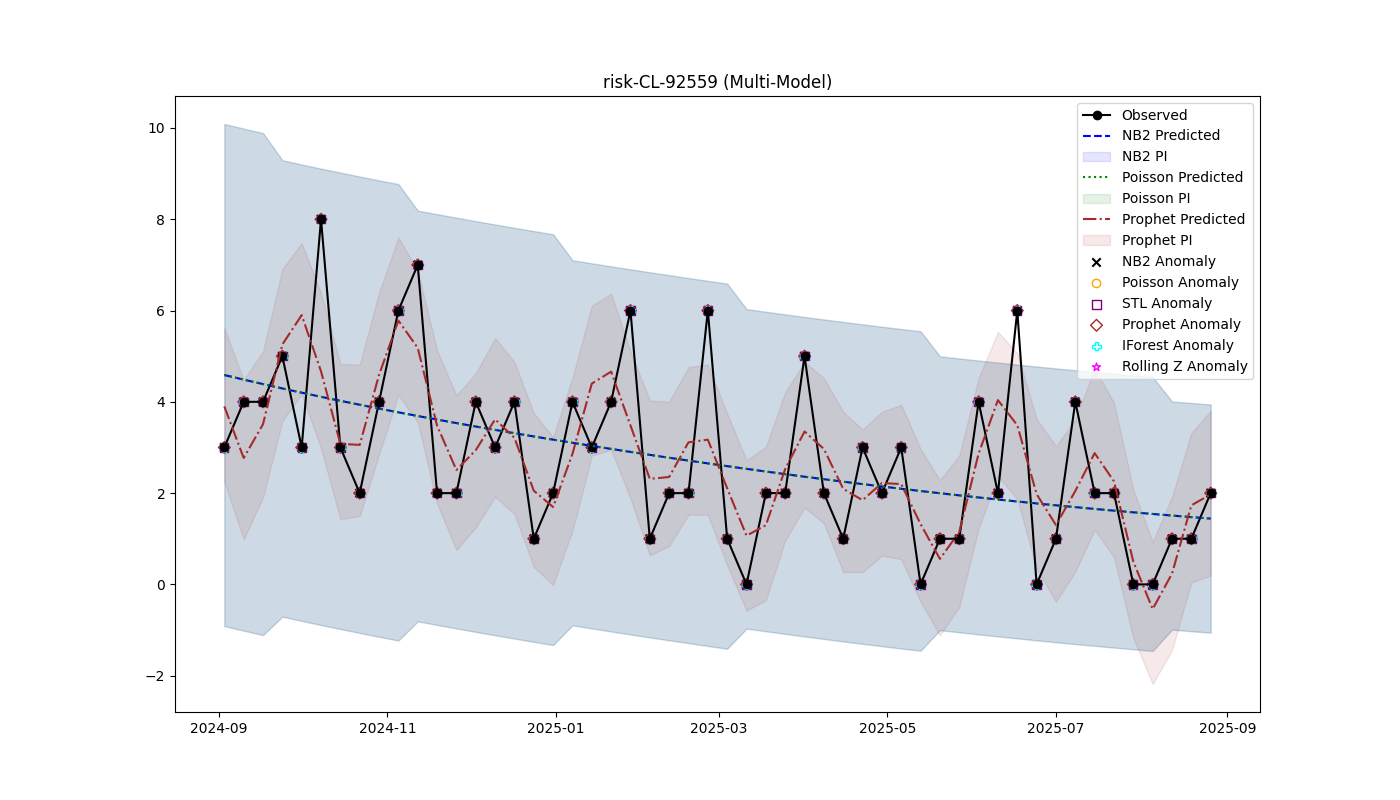 risk-CL-92559 (Multi-Model)
Observed
NB2 Predicted
NB2 PI
Poisson Predicted
Poisson PI
Prophet Predicted
Prophet PI
NB2 Anomaly
Poisson Anomaly
STL Anomaly
Prophet Anomaly
IForest Anomaly
Rolling Z Anomaly
10
8
6
4
2
0
−2
2024-09
2024-11
2025-01
2025-03
2025-05
2025-07
2025-09